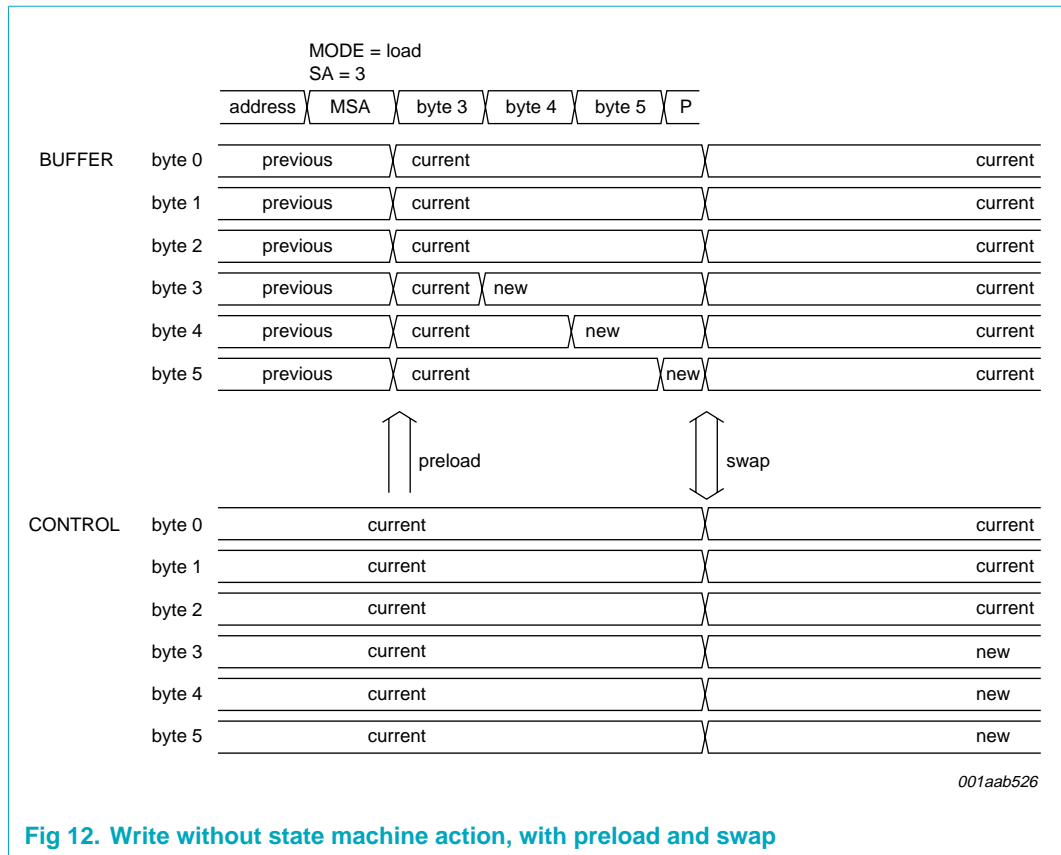 MODE = load
SA = 3
address MSA byte 3 byte 4 byte 5 P
BUFFER byte 0 previous current current
byte 1 previous current current
byte 2 previous current current
byte 3 previous current new current
byte 4 previous current new current
byte 5 previous current new current
preload swap
CONTROL byte 0 current current
byte 1 current current
byte 2 current current
byte 3 current new
byte 4 current new
byte 5 current new
001aab526
Fig 12. Write without state machine action, with preload and swap